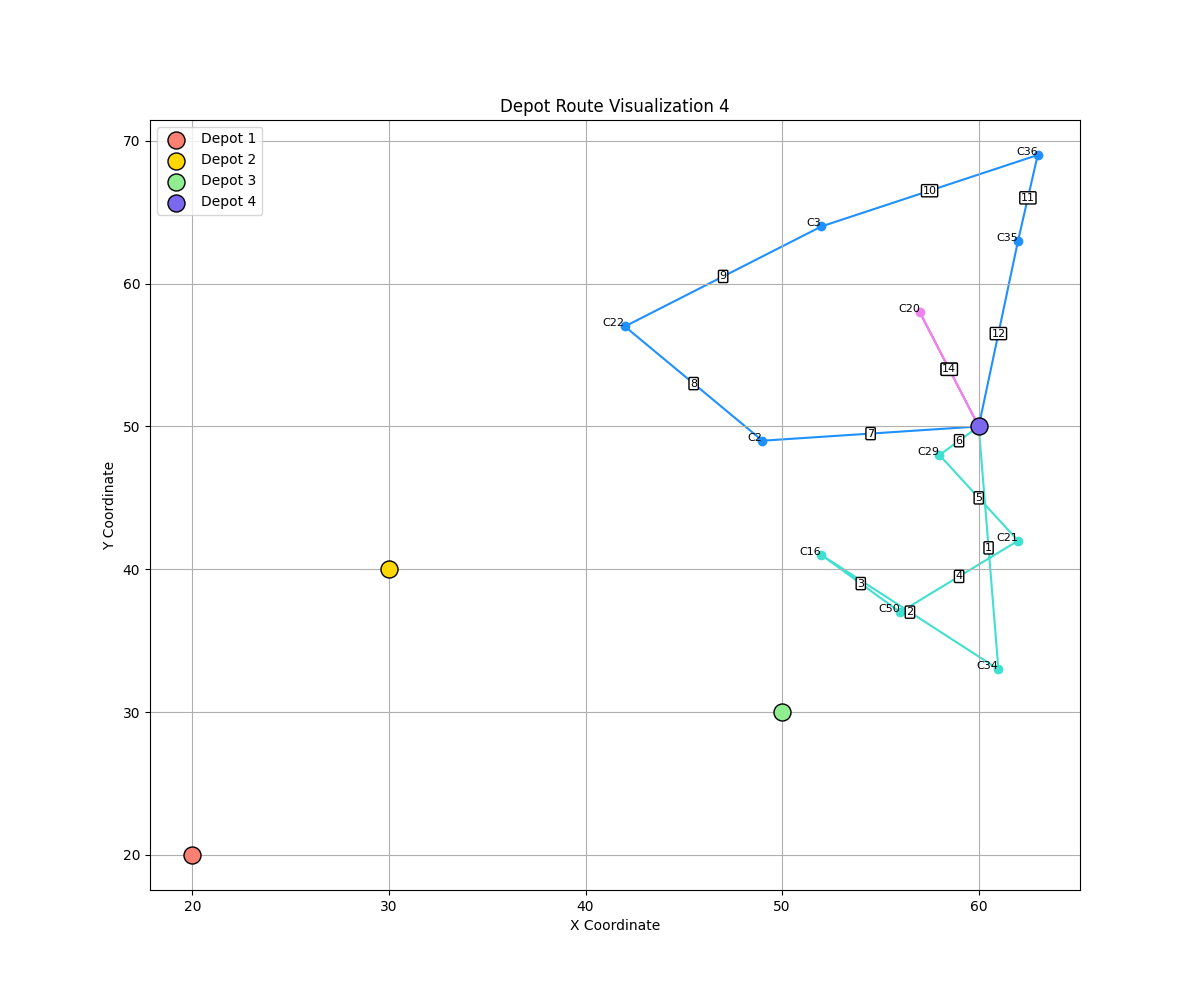 Depot Route Visualization 4
Depot 1
Depot 2
Depot 3
Depot 4
Y Coordinate
70
60
50
40
30
20
C36
10
11
C3
C35
9
C20
C22
12
14
8
C2
7
6
C29
5
C21
1
C16
4
3
C50
2
C34
20
30
40
50
60
X Coordinate